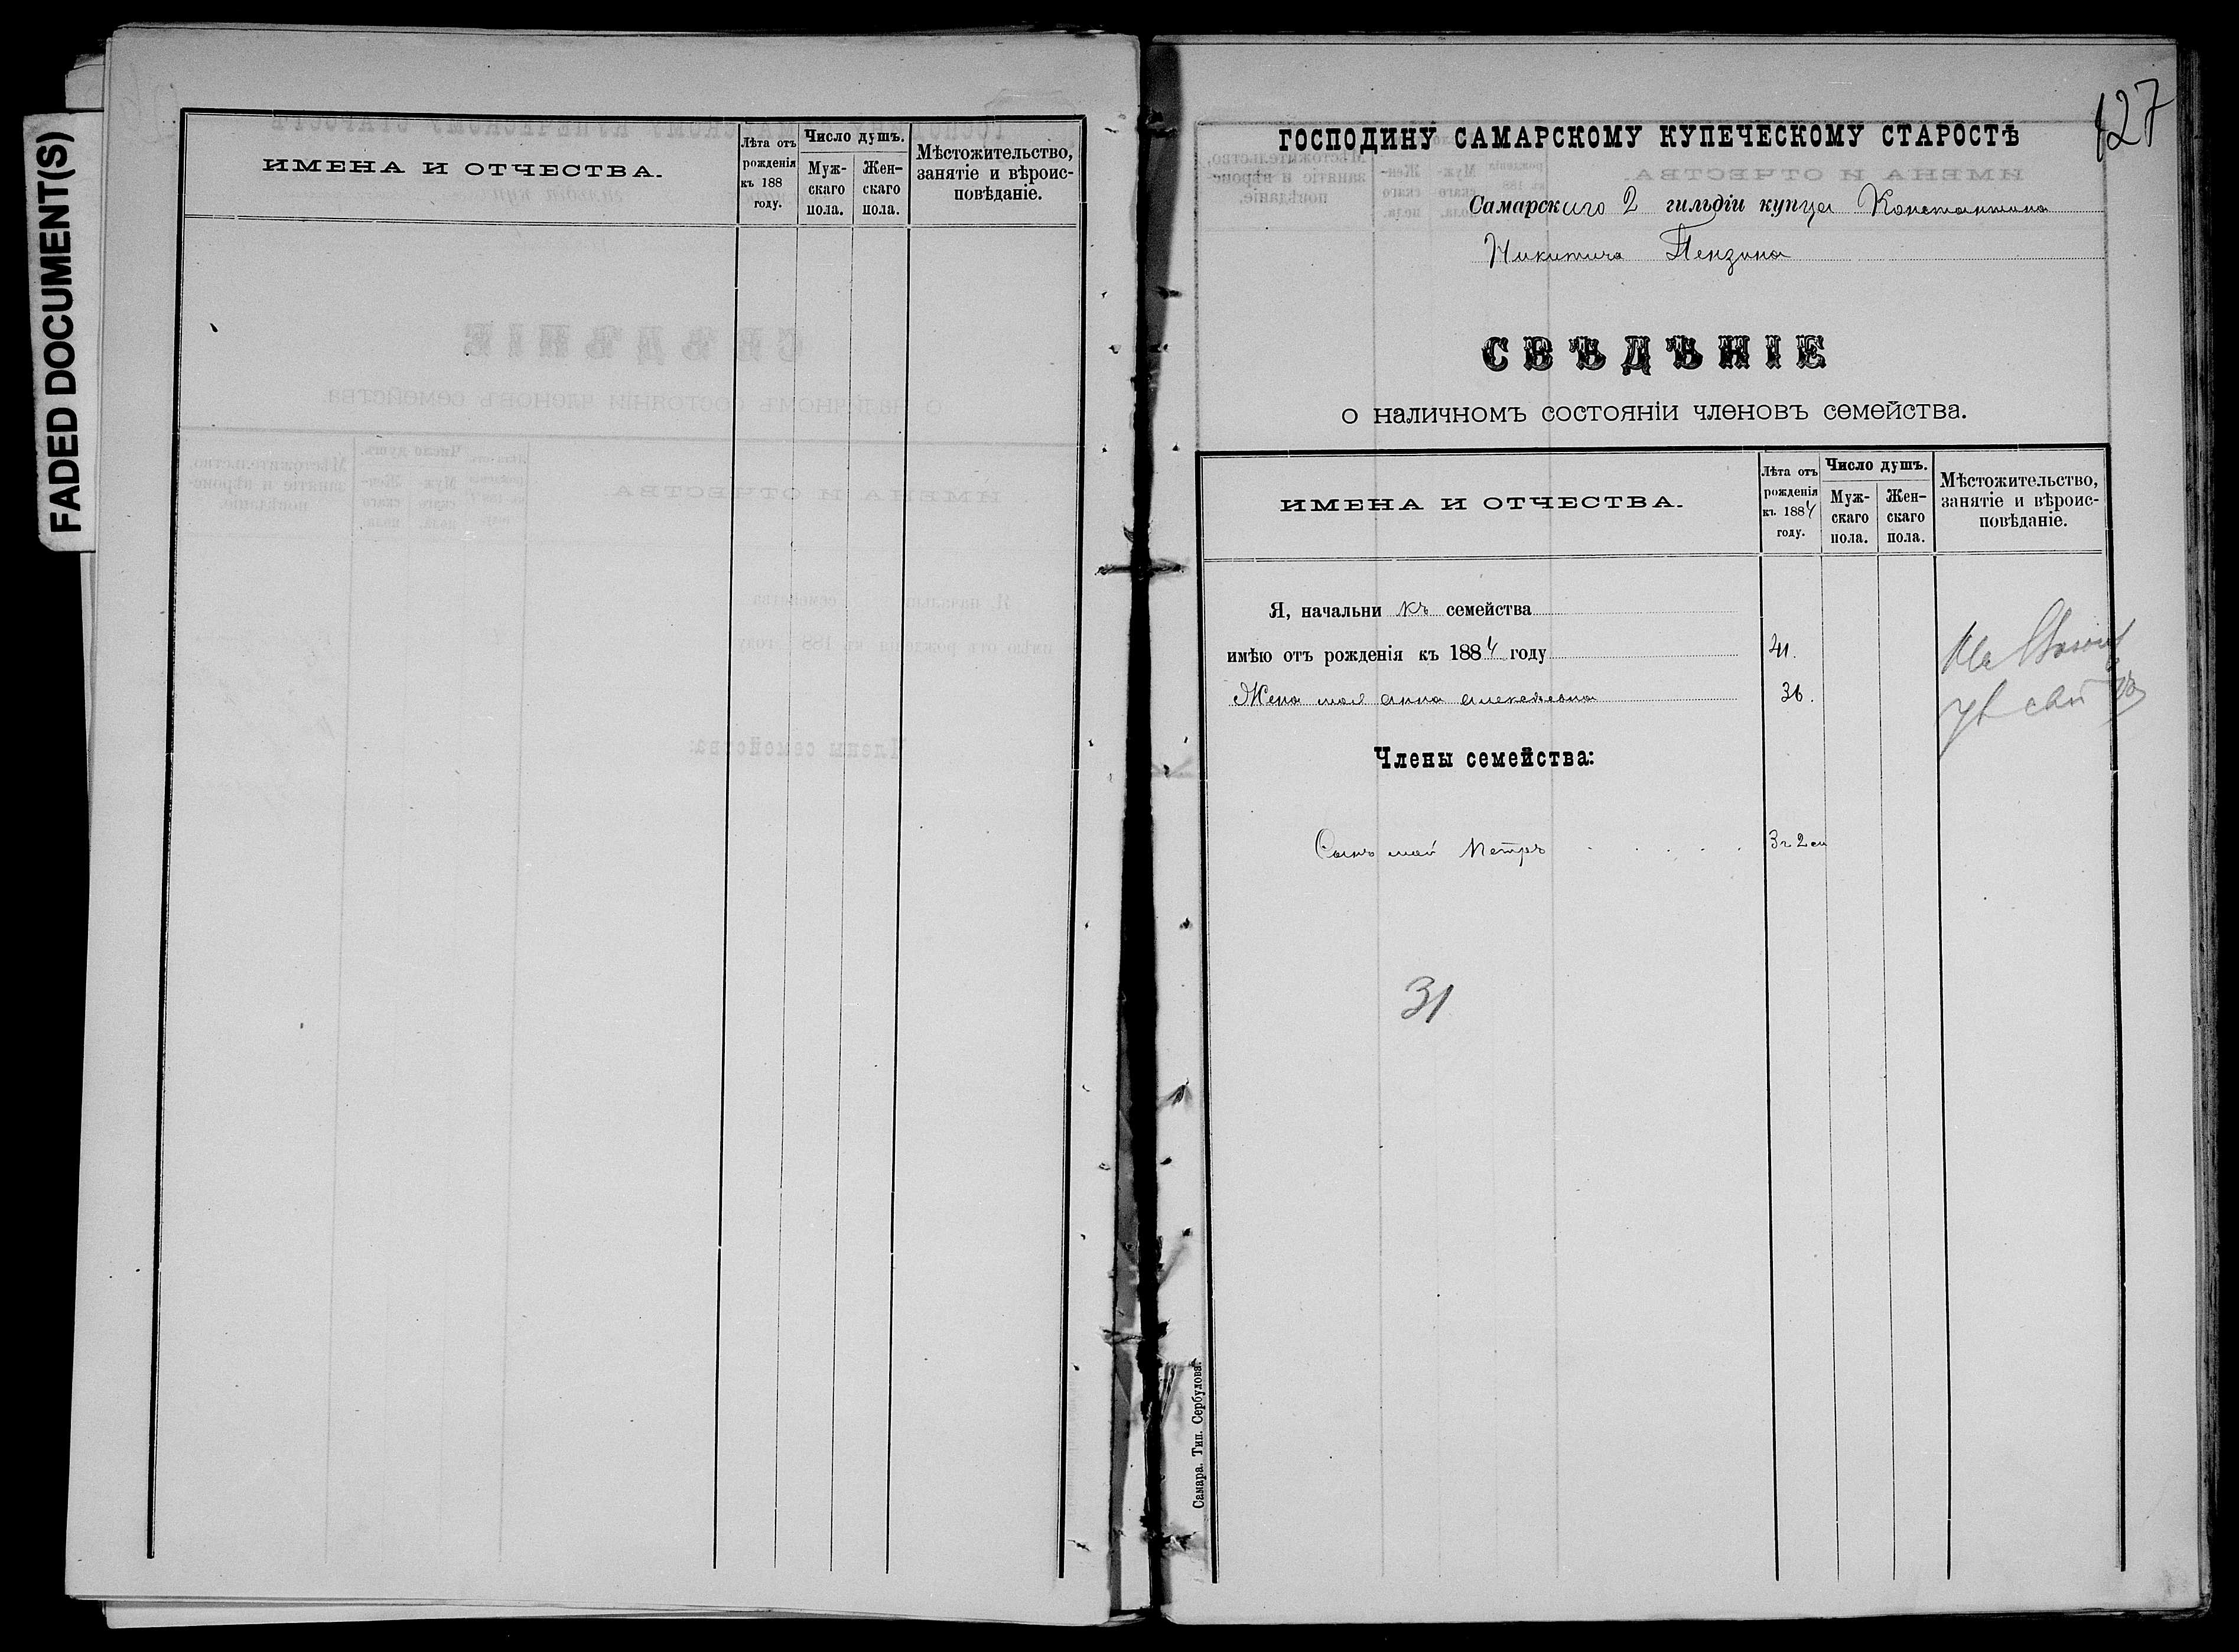 FADED DOCUMENT(S)
ИМЕНА И ОТЧЕСТВА.
Лѣта отъ рожденія къ 188 году.
Число душъ.
Муж-скаго пола.
Жен-скаго пола.
Мѣстожительство, занятіе и вѣроис-повѣданіе.
127
ГОСПОДИНУ САМАРСКОМУ КУПЕЧЕСКОМУ СТАРОСТѢ
Самарскаго 2 гильдіи купца Константина
Никитича Пензина
СВѢДѢНІЕ
о наличномъ состояніи членовъ семейства.
ИМЕНА И ОТЧЕСТВА.
Лѣта отъ рожденія къ 1884 году.
Число душъ.
Муж-скаго пола.
Жен-скаго пола.
Мѣстожительство, занятіе и вѣроис-повѣданіе.
Я, начальникъ семейства
имѣю отъ рожденія къ 1884 году 41.
Жена моя Анна Алексѣевна 36.
Члены семейства:
Сынъ мой Петръ 3 г 2 м
31
Самара. Тип. Сербулова.